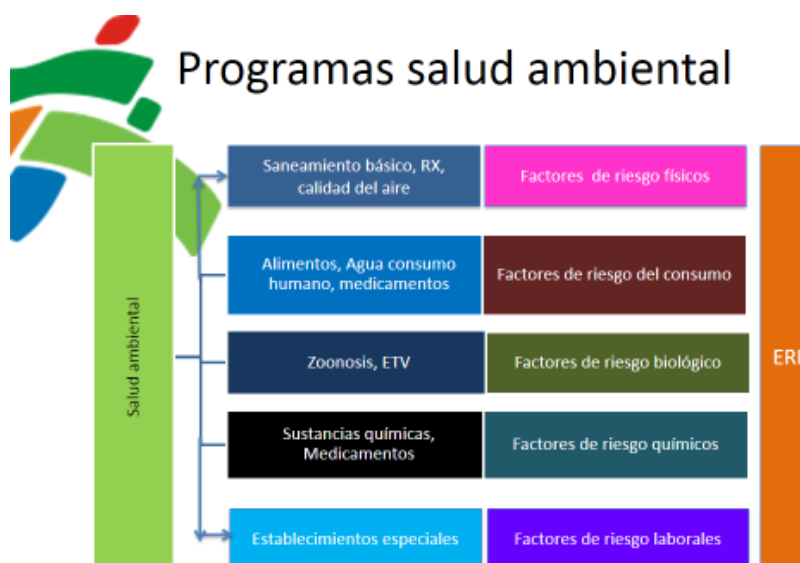 Programas salud ambiental
Salud ambiental
Saneamiento básico, RX,
calidad del aire
Factores de riesgo físicos
Alimentos, Agua consumo
humano, medicamentos
Factores de riesgo del consumo
Zoonosis, ETV
Factores de riesgo biológico
Sustancias químicas,
Medicamentos
Factores de riesgo químicos
Establecimientos especiales
Factores de riesgo laborales